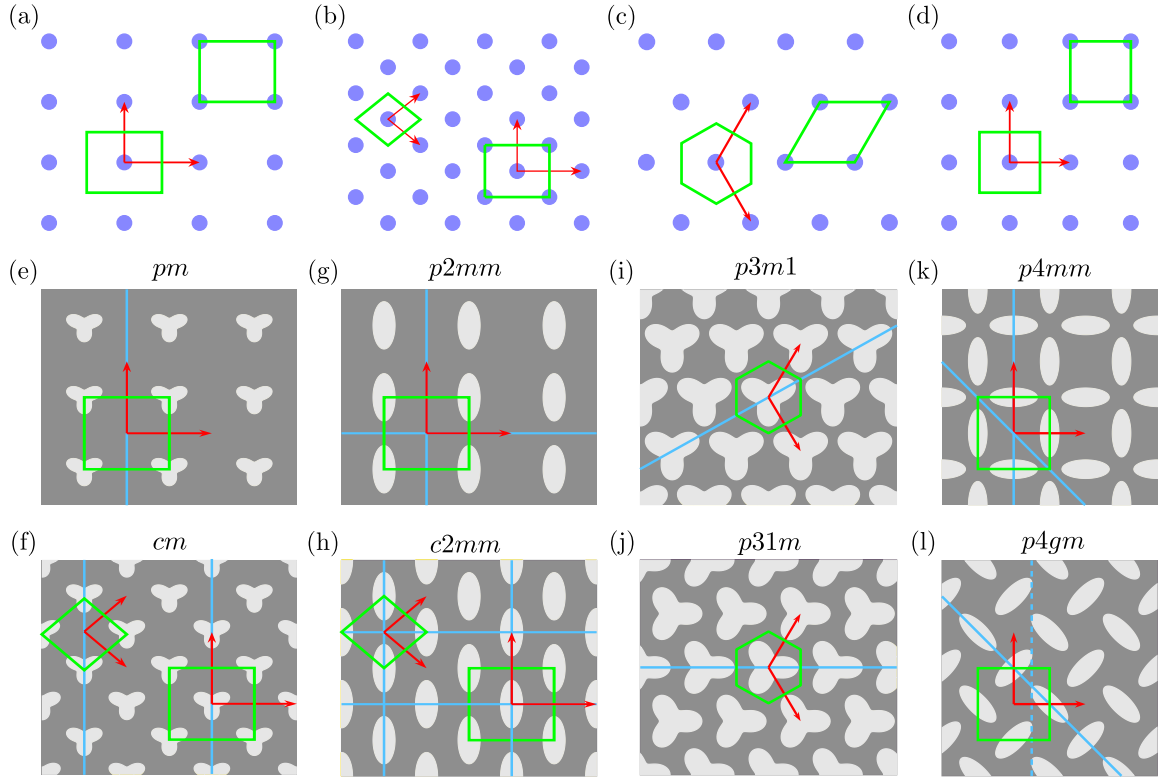 (a) (b) (c) (d)
(e) pm (g) p2mm (i) p3m1 (k) p4mm
(f) cm (h) c2mm (j) p31m (l) p4gm